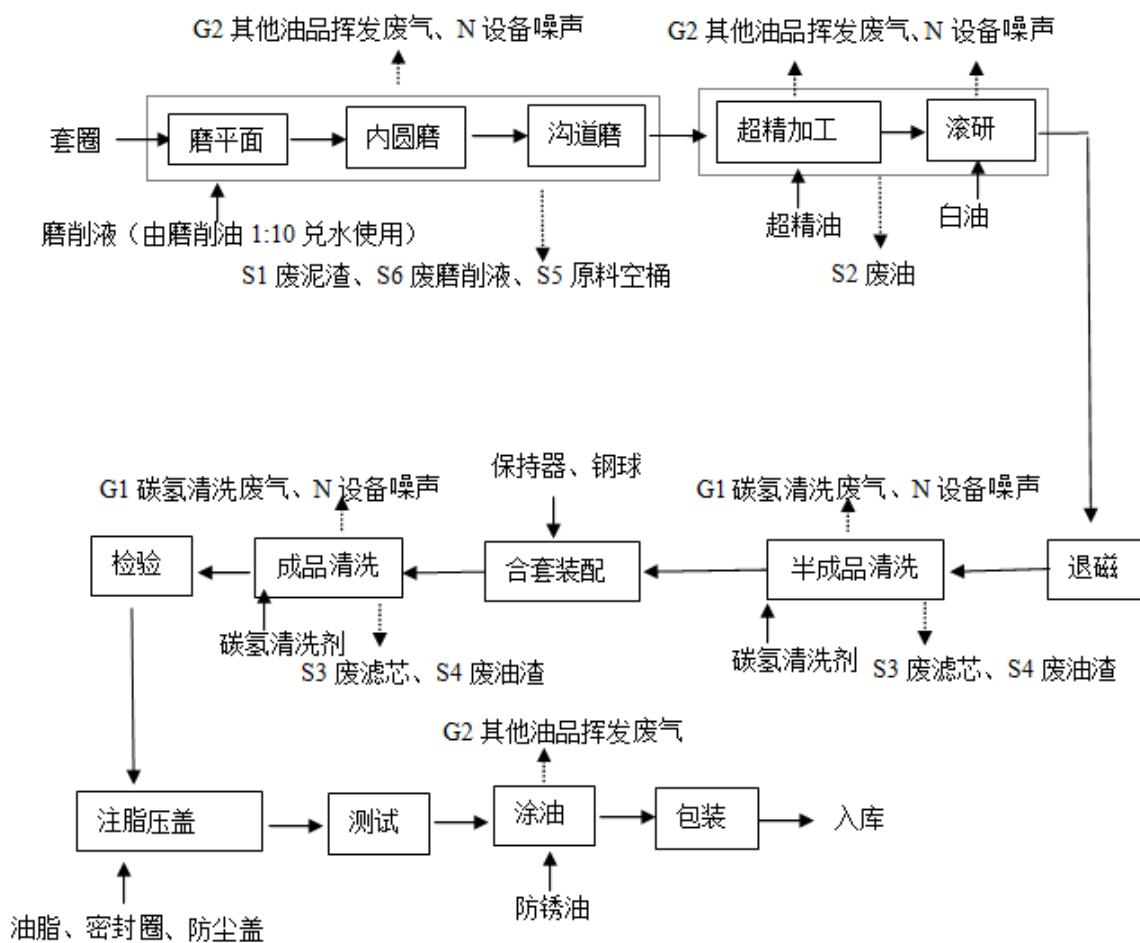 G2 其他油品挥发废气、N 设备噪声
G2 其他油品挥发废气、N 设备噪声
套圈
磨平面
内圆磨
沟道磨
超精加工
滚研
磨削液（由磨削油 1:10 兑水使用）
超精油
白油
S1 废泥渣、S6 废磨削液、S5 原料空桶
S2 废油
保持器、钢球
G1 碳氢清洗废气、N 设备噪声
G1 碳氢清洗废气、N 设备噪声
检验
成品清洗
合套装配
半成品清洗
退磁
碳氢清洗剂
碳氢清洗剂
S3 废滤芯、S4 废油渣
S3 废滤芯、S4 废油渣
G2 其他油品挥发废气
注脂压盖
测试
涂油
包装
入库
防锈油
油脂、密封圈、防尘盖